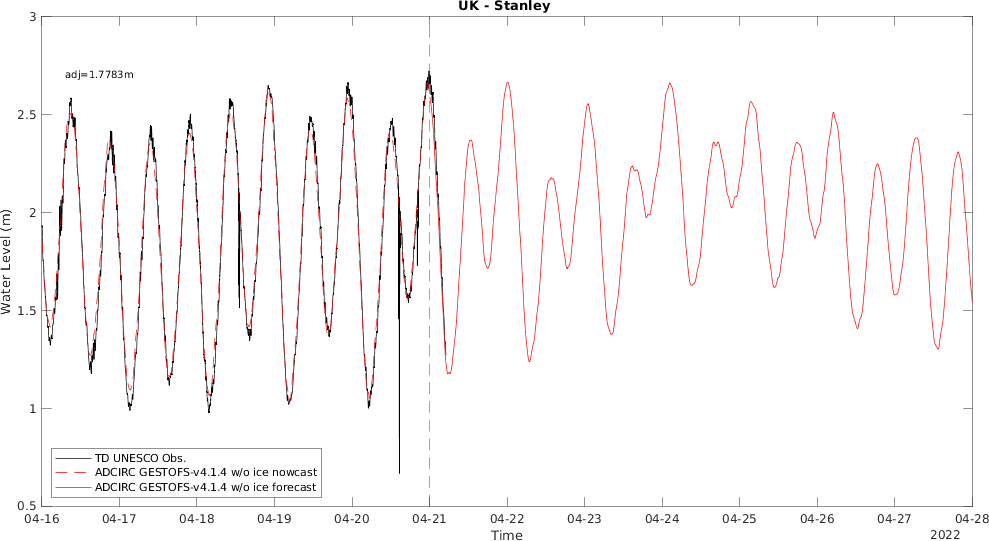 UK - Stanley
adj=1.7783m
3
2.5
2
1.5
1
0.5
Water Level (m)
TD UNESCO Obs.
ADCIRC GESTOFS-v4.1.4 w/o ice nowcast
ADCIRC GESTOFS-v4.1.4 w/o ice forecast
04-16 04-17 04-18 04-19 04-20 04-21 04-22 04-23 04-24 04-25 04-26 04-27 04-28
Time
2022